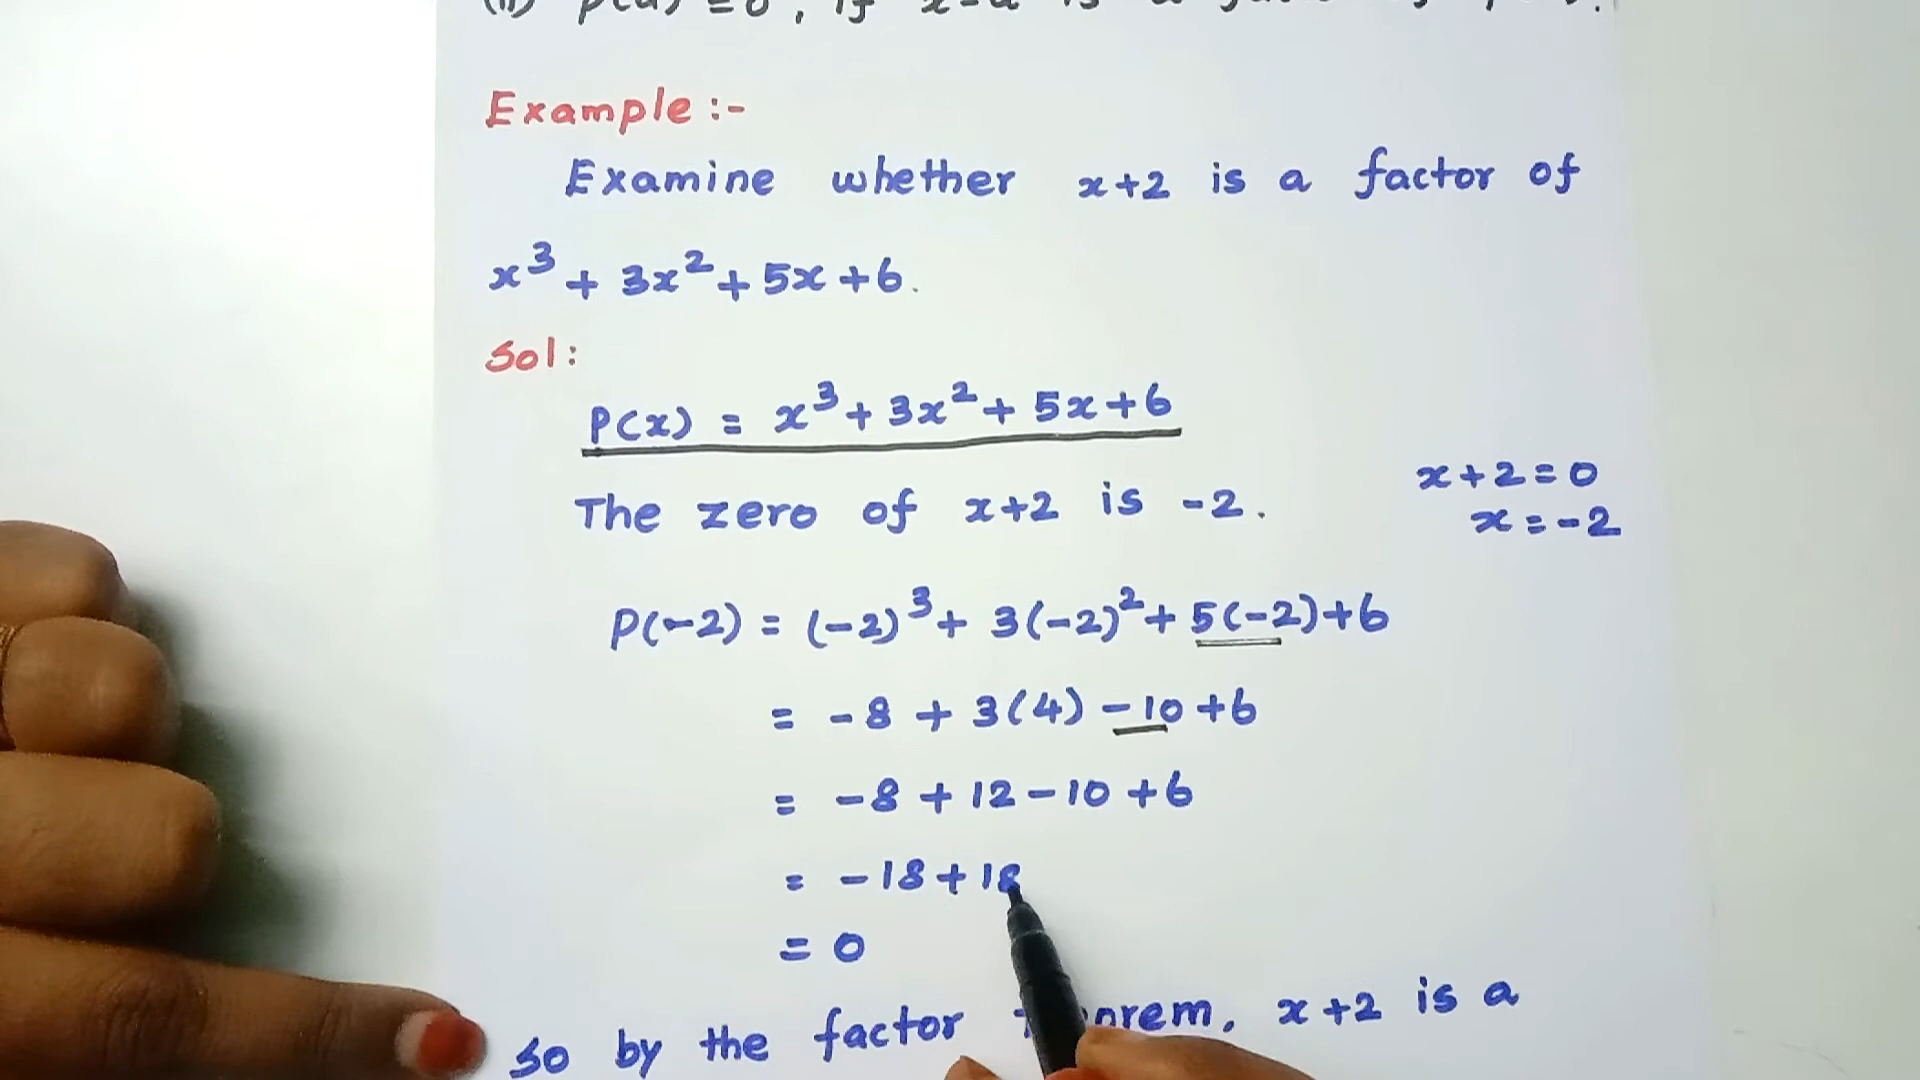 Example :-
Examine whether x+2 is a factor of
x³ + 3x² + 5x + 6.
Sol:
P(x) = x³ + 3x² + 5x + 6
The zero of x+2 is -2.
x + 2 = 0
x = -2
P(-2) = (-2)³ + 3(-2)² + 5(-2) + 6
= -8 + 3(4) - 10 + 6
= -8 + 12 - 10 + 6
= -18 + 18
= 0
So by the factor theorem, x+2 is a